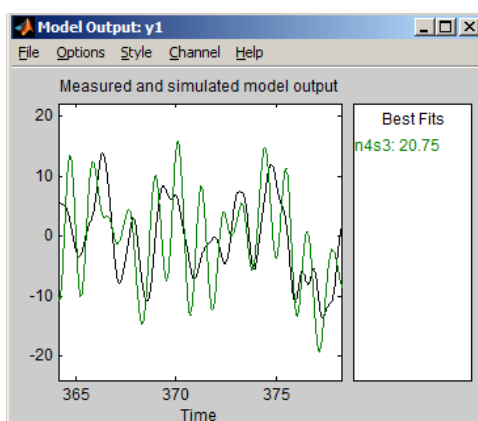 Model Output: y1
File Options Style Channel Help
Measured and simulated model output
20
10
0
-10
-20
365 370 375
Time
Best Fits
n4s3: 20.75